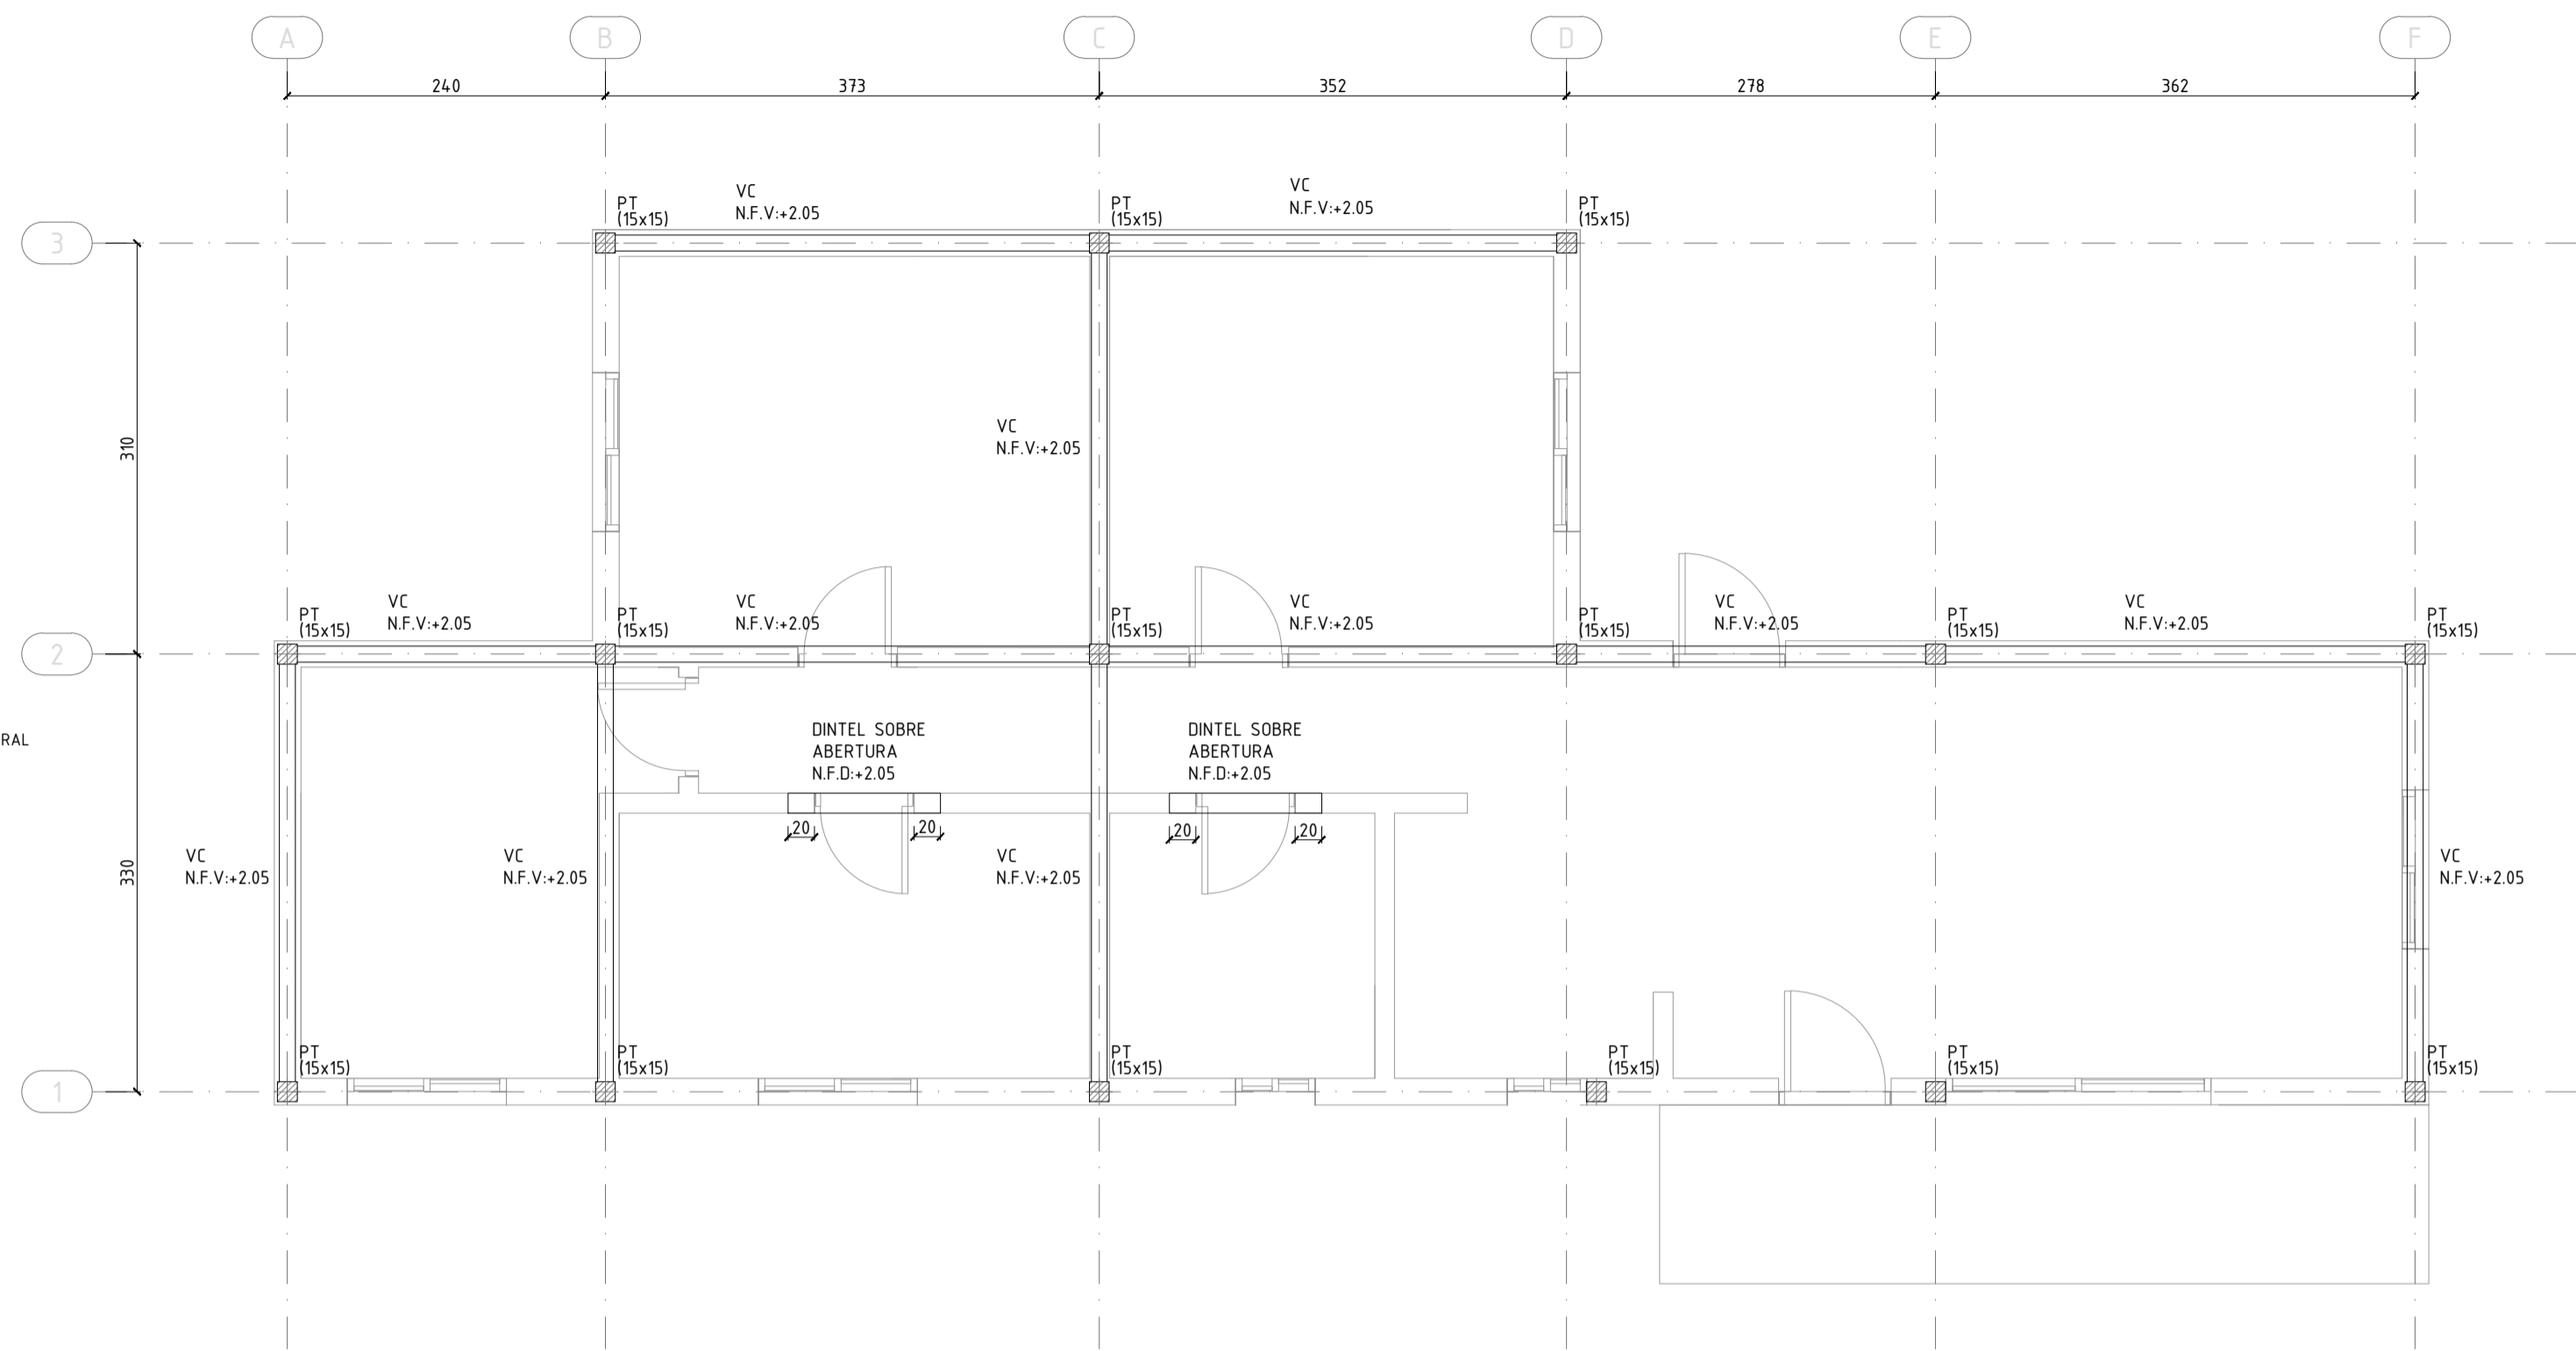 A
B
C
D
E
F
240
373
352
278
362
PT
(15x15)
VC
N.F.V:+2.05
PT
(15x15)
VC
N.F.V:+2.05
PT
(15x15)
3
310
VC
N.F.V:+2.05
PT
(15x15)
VC
N.F.V:+2.05
PT
(15x15)
VC
N.F.V:+2.05
PT
(15x15)
VC
N.F.V:+2.05
PT
(15x15)
VC
N.F.V:+2.05
PT
(15x15)
VC
N.F.V:+2.05
PT
(15x15)
2
RAL
DINTEL SOBRE
ABERTURA
N.F.D:+2.05
DINTEL SOBRE
ABERTURA
N.F.D:+2.05
20
20
20
20
330
VC
N.F.V:+2.05
VC
N.F.V:+2.05
VC
N.F.V:+2.05
VC
N.F.V:+2.05
PT
(15x15)
PT
(15x15)
PT
(15x15)
PT
(15x15)
PT
(15x15)
PT
(15x15)
1